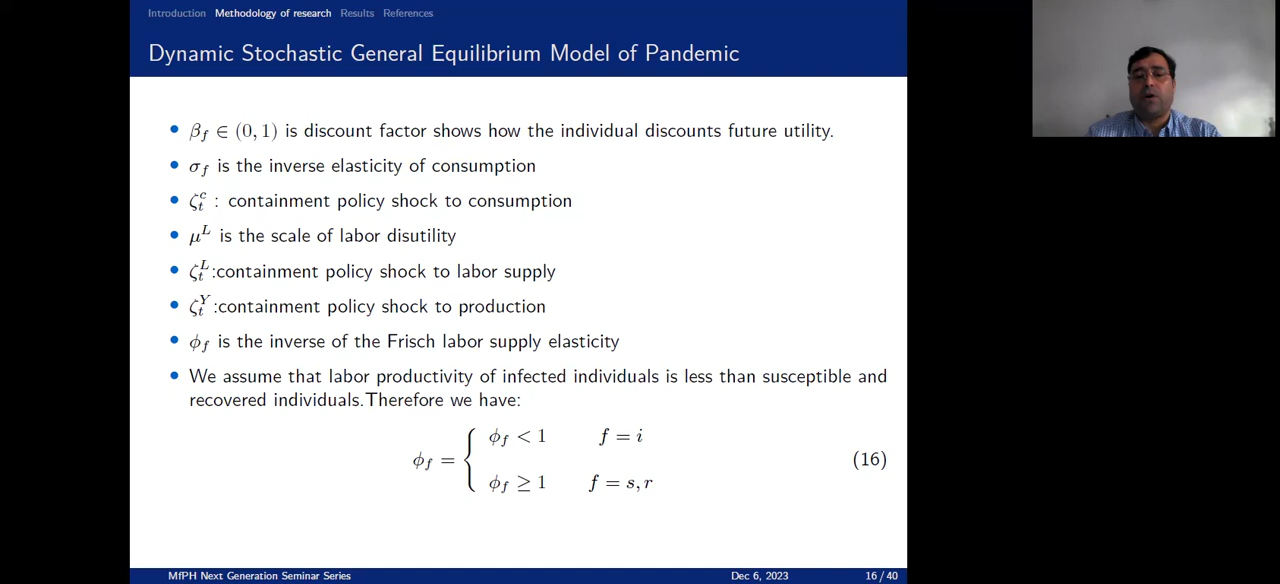 Introduction Methodology of research Results References
Dynamic Stochastic General Equilibrium Model of Pandemic
• β_f ∈ (0, 1) is discount factor shows how the individual discounts future utility.
• σ_f is the inverse elasticity of consumption
• ζ_t^c : containment policy shock to consumption
• μ^L is the scale of labor disutility
• ζ_t^L:containment policy shock to labor supply
• ζ_t^Y:containment policy shock to production
• ϕ_f is the inverse of the Frisch labor supply elasticity
• We assume that labor productivity of infected individuals is less than susceptible and
recovered individuals.Therefore we have:
ϕ_f < 1 f = i
ϕ_f = { (16)
ϕ_f ≥ 1 f = s, r
MfPH Next Generation Seminar Series Dec 6, 2023 16 / 40